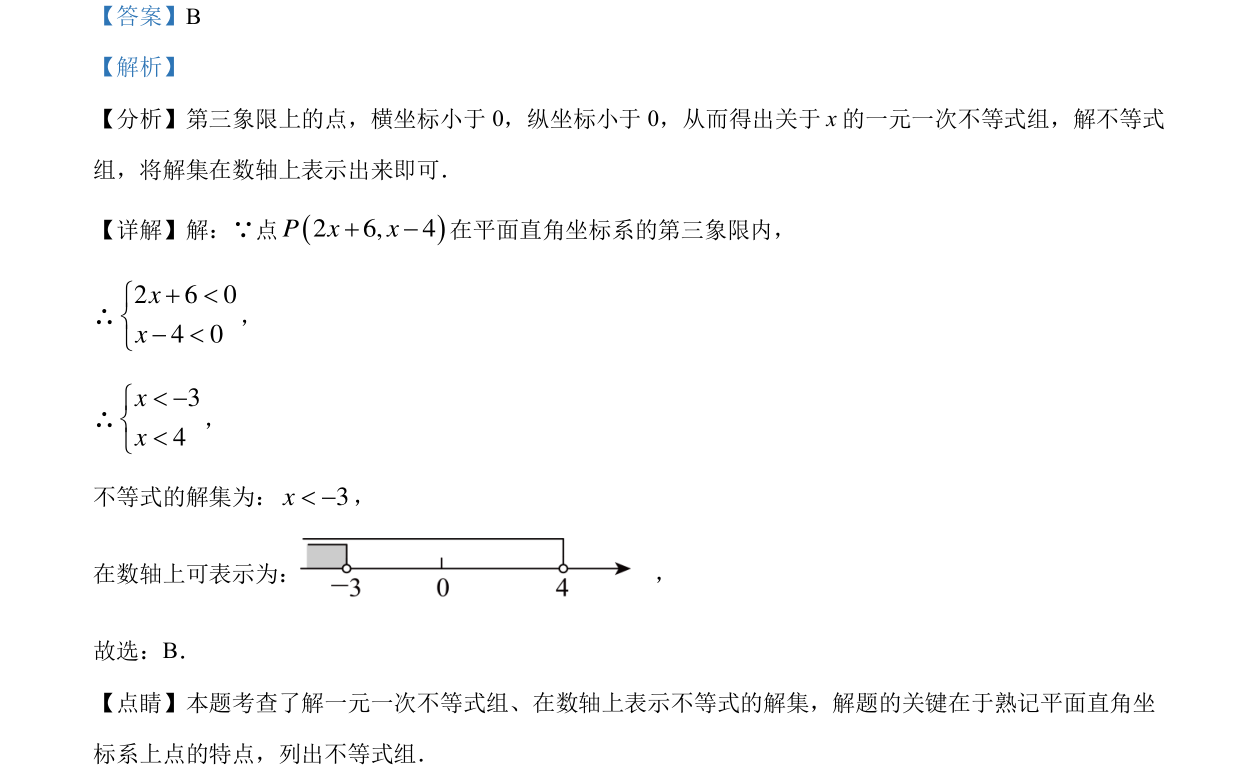 【答案】B
【解析】
【分析】第三象限上的点，横坐标小于 0，纵坐标小于 0，从而得出关于 x 的一元一次不等式组，解不等式
组，将解集在数轴上表示出来即可．
【详解】解：∵点 P(2x+6, x−4) 在平面直角坐标系的第三象限内，
∴ {2x+6<0
x−4<0 ，
∴ {x<−3
x<4 ，
不等式的解集为： x<−3，
在数轴上可表示为： −3 0 4 ，
故选：B．
【点睛】本题考查了解一元一次不等式组、在数轴上表示不等式的解集，解题的关键在于熟记平面直角坐
标系上点的特点，列出不等式组．